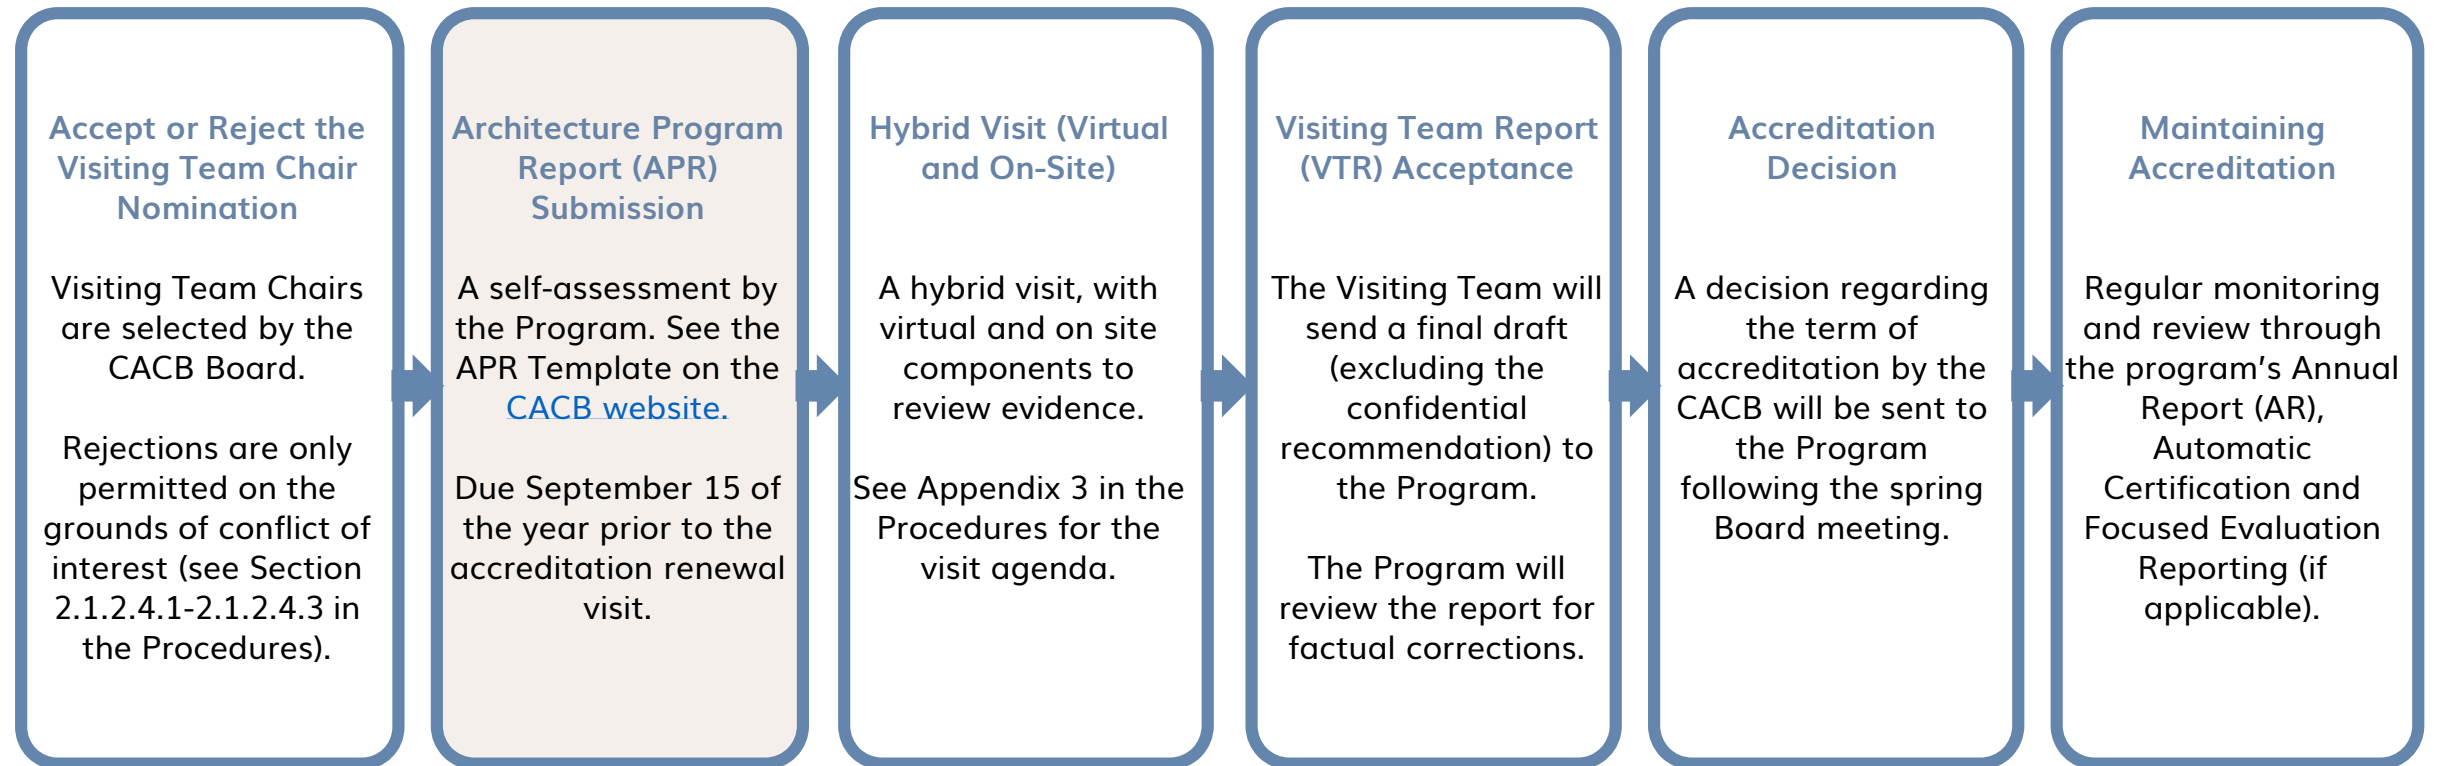 Accept or Reject the
Visiting Team Chair
Nomination
Visiting Team Chairs
are selected by the
CACB Board.
Rejections are only
permitted on the
grounds of conflict of
interest (see Section
2.1.2.4.1-2.1.2.4.3 in
the Procedures).
Architecture Program
Report (APR)
Submission
A self-assessment by
the Program. See the
APR Template on the
CACB website.
Due September 15 of
the year prior to the
accreditation renewal
visit.
Hybrid Visit (Virtual
and On-Site)
A hybrid visit, with
virtual and on site
components to
review evidence.
See Appendix 3 in the
Procedures for the
visit agenda.
Visiting Team Report
(VTR) Acceptance
The Visiting Team will
send a final draft
(excluding the
confidential
recommendation) to
the Program.
The Program will
review the report for
factual corrections.
Accreditation
Decision
A decision regarding
the term of
accreditation by the
CACB will be sent to
the Program
following the spring
Board meeting.
Maintaining
Accreditation
Regular monitoring
and review through
the program’s Annual
Report (AR),
Automatic
Certification and
Focused Evaluation
Reporting (if
applicable).